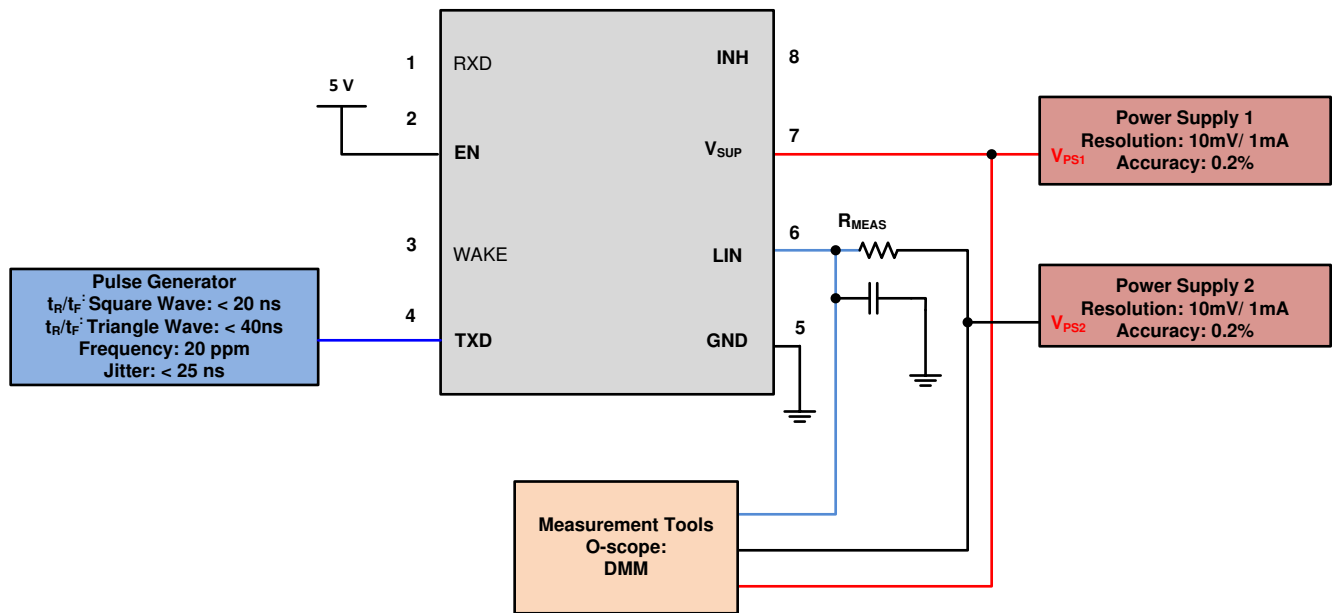 1
RXD
INH
8
5 V
2
EN
VSUP
7
Power Supply 1
Resolution: 10mV/ 1mA
VPS1
Accuracy: 0.2%
RMEAS
3
WAKE
LIN
6
Pulse Generator
tR/tF: Square Wave: < 20 ns
tR/tF: Triangle Wave: < 40ns
Frequency: 20 ppm
Jitter: < 25 ns
4
TXD
GND
5
Power Supply 2
Resolution: 10mV/ 1mA
VPS2
Accuracy: 0.2%
Measurement Tools
O-scope:
DMM